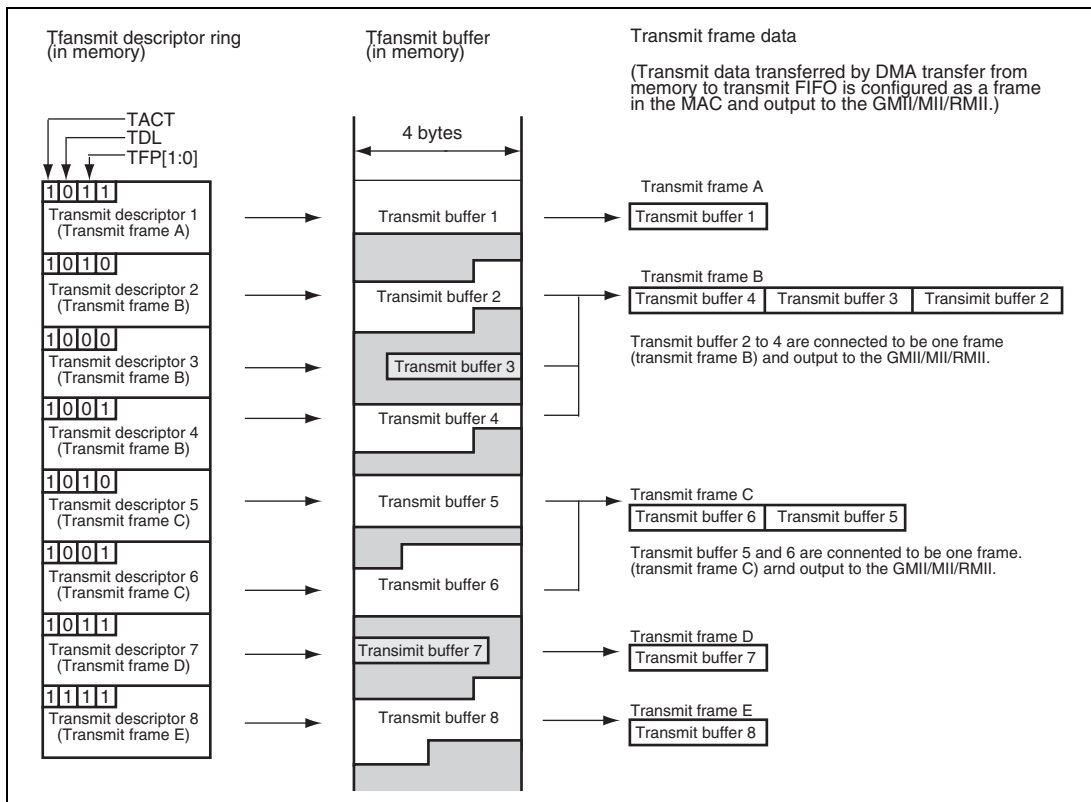 Tfansmit descriptor ring
(in memory)
Tfansmit buffer
(in memory)
Transmit frame data
(Transmit data transferred by DMA transfer from
memory to transmit FIFO is configured as a frame
in the MAC and output to the GMII/MII/RMII.)
TACT
TDL
TFP[1:0]
4 bytes
1 0 1 1
Transmit descriptor 1
(Transmit frame A)
Transmit buffer 1
Transmit frame A
Transmit buffer 1
1 0 1 0
Transmit descriptor 2
(Transmit frame B)
Transimit buffer 2
Transmit frame B
Transmit buffer 4 Transmit buffer 3 Transimit buffer 2
Transmit buffer 2 to 4 are connected to be one frame
(transmit frame B) and output to the GMII/MII/RMII.
1 0 0 0
Transmit descriptor 3
(Transmit frame B)
Transmit buffer 3
1 0 0 1
Transmit descriptor 4
(Transmit frame B)
Transmit buffer 4
1 0 1 0
Transmit descriptor 5
(Transmit frame C)
Transmit buffer 5
Transmit frame C
Transmit buffer 6 Transmit buffer 5
Transmit buffer 5 and 6 are connented to be one frame.
(transmit frame C) arnd output to the GMII/MII/RMII.
1 0 0 1
Transmit descriptor 6
(Transmit frame C)
Transmit buffer 6
1 0 1 1
Transmit descriptor 7
(Transmit frame D)
Transimit buffer 7
Transmit frame D
Transmit buffer 7
1 1 1 1
Transmit descriptor 8
(Transmit frame E)
Transmit buffer 8
Transmit frame E
Transmit buffer 8